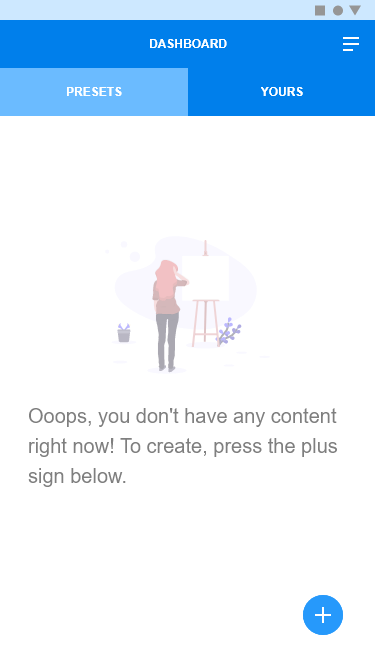 DASHBOARD
PRESETS
YOURS
Ooops, you don't have any content
right now! To create, press the plus
sign below.